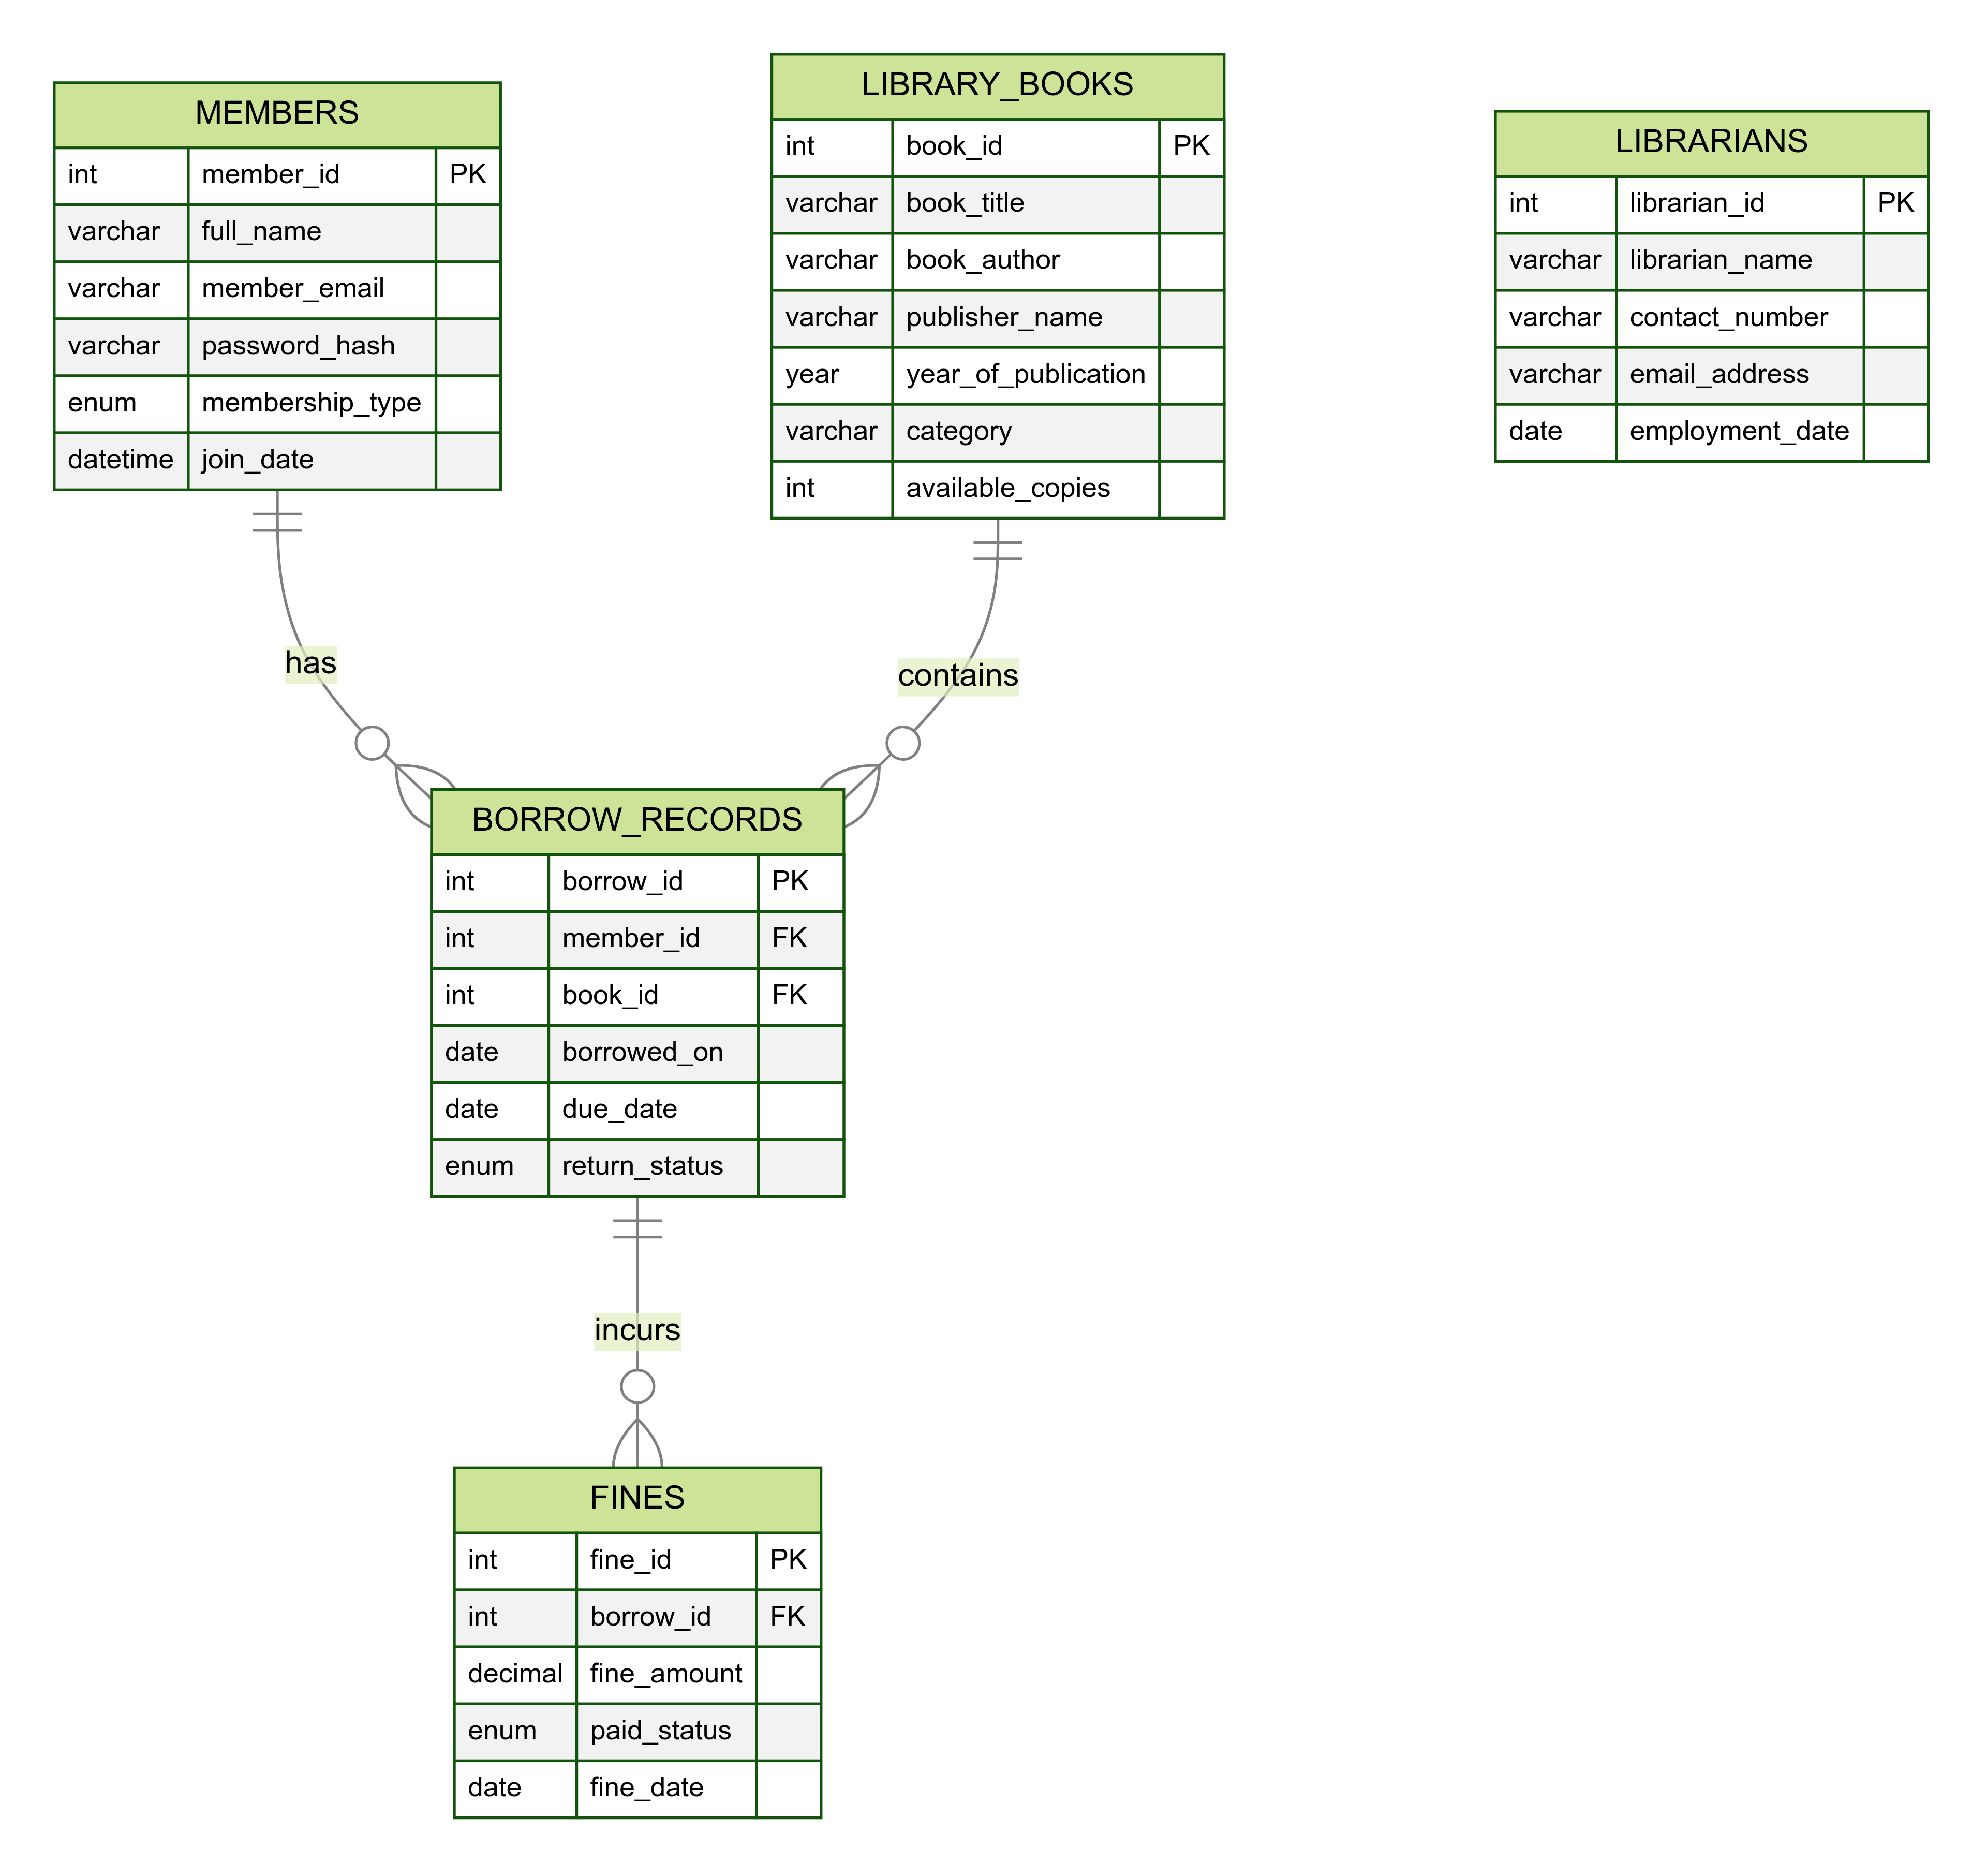 MEMBERS
int member_id PK
varchar full_name
varchar member_email
varchar password_hash
enum membership_type
datetime join_date
LIBRARY_BOOKS
int book_id PK
varchar book_title
varchar book_author
varchar publisher_name
year year_of_publication
varchar category
int available_copies
LIBRARIANS
int librarian_id PK
varchar librarian_name
varchar contact_number
varchar email_address
date employment_date
has
contains
BORROW_RECORDS
int borrow_id PK
int member_id FK
int book_id FK
date borrowed_on
date due_date
enum return_status
incurs
FINES
int fine_id PK
int borrow_id FK
decimal fine_amount
enum paid_status
date fine_date